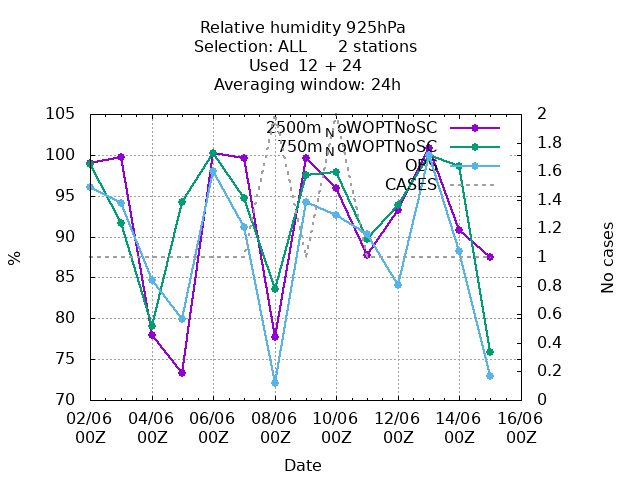 Relative humidity 925hPa
Selection: ALL      2 stations
Used  12 + 24
Averaging window: 24h
105
100
95
90
85
80
75
70
2
1.8
1.6
1.4
1.2
1
0.8
0.6
0.4
0.2
0
2500m NoWOPTNoSC
750m NoWOPTNoSC
OBS
CASES
%
No cases
02/06 04/06 06/06 08/06 10/06 12/06 14/06 16/06
00Z 00Z 00Z 00Z 00Z 00Z 00Z 00Z
Date